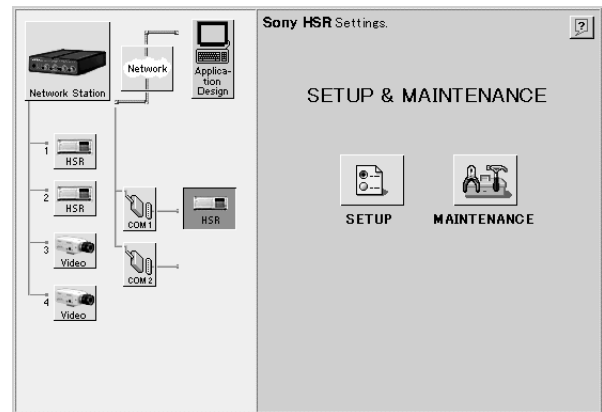 Sony HSR Settings.
?
Network Station
Network
Applica-
tion
Design
SETUP & MAINTENANCE
1
HSR
2
HSR
3
Video
4
Video
COM 1
HSR
COM 2
SETUP
MAINTENANCE